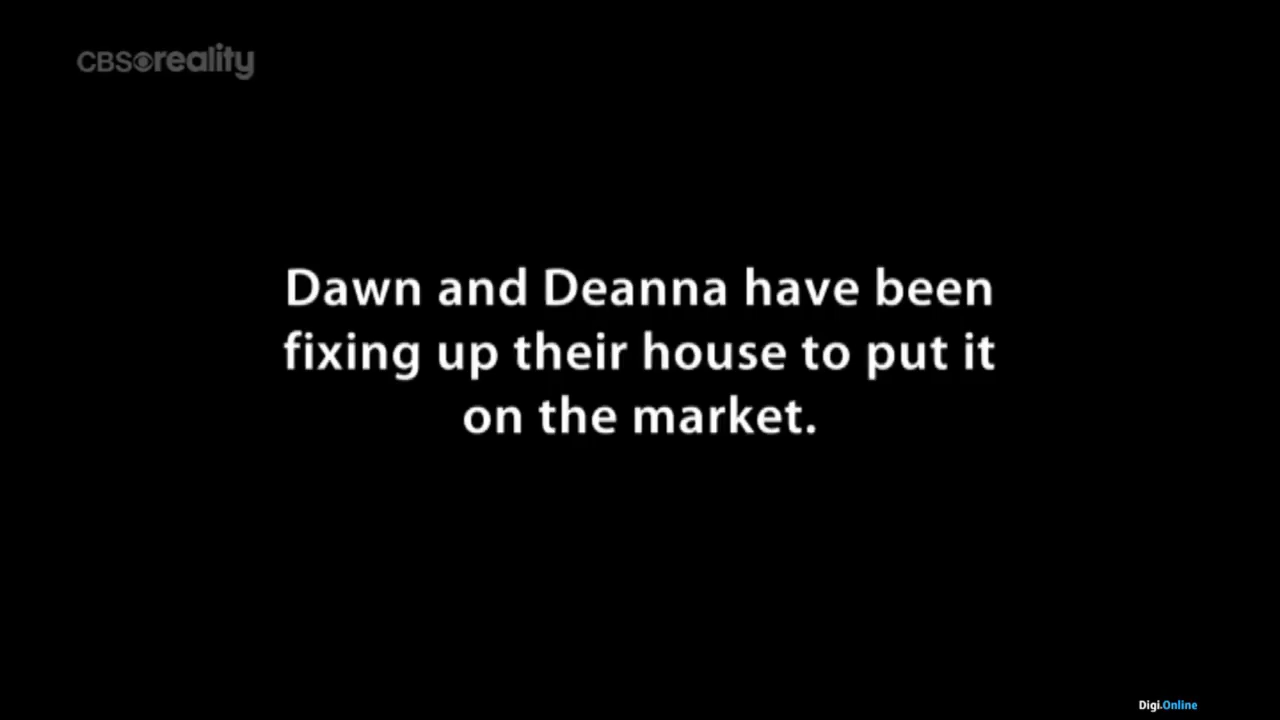 CBS reality
Dawn and Deanna have been
fixing up their house to put it
on the market.
Digi.Online